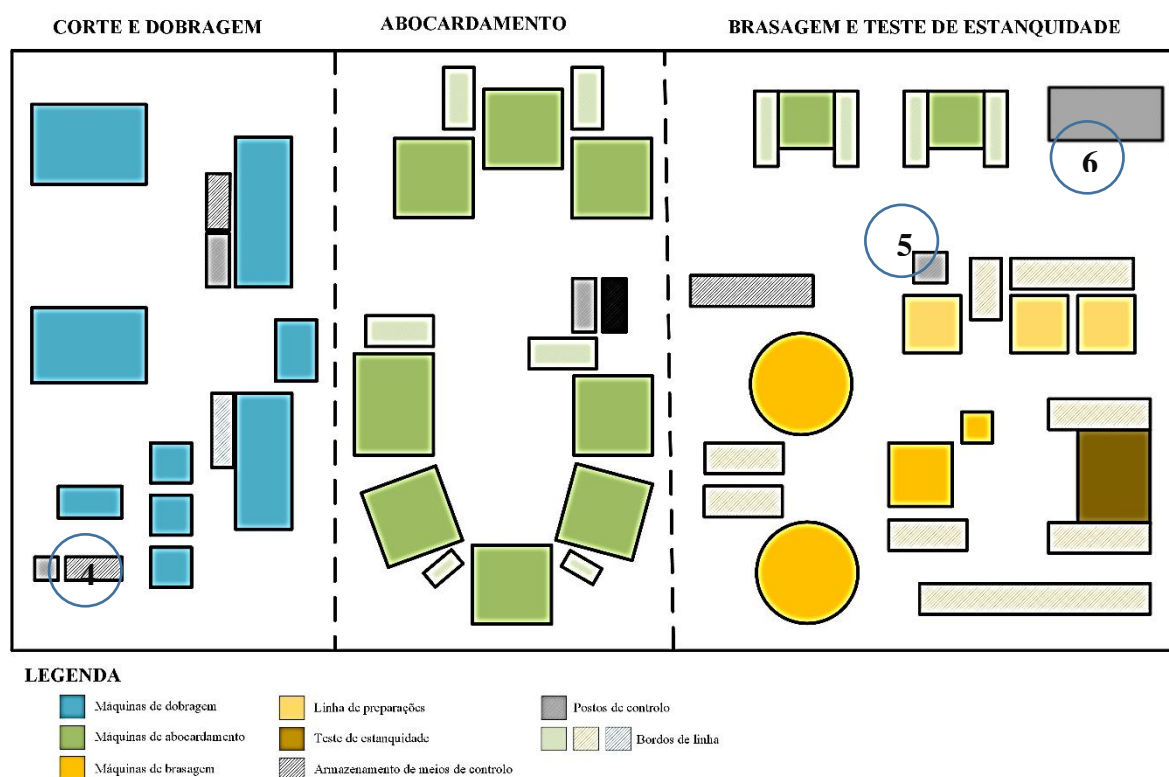 CORTE E DOBRAGEM
ABOCARDAMENTO
BRASAGEM E TESTE DE ESTANQUIDADE
6
5
4
LEGENDA
Máquinas de dobragem
Linha de preparações
Postos de controlo
Máquinas de abocardamento
Teste de estanquidade
Bordos de linha
Máquinas de brasagem
Armazenamento de meios de controlo